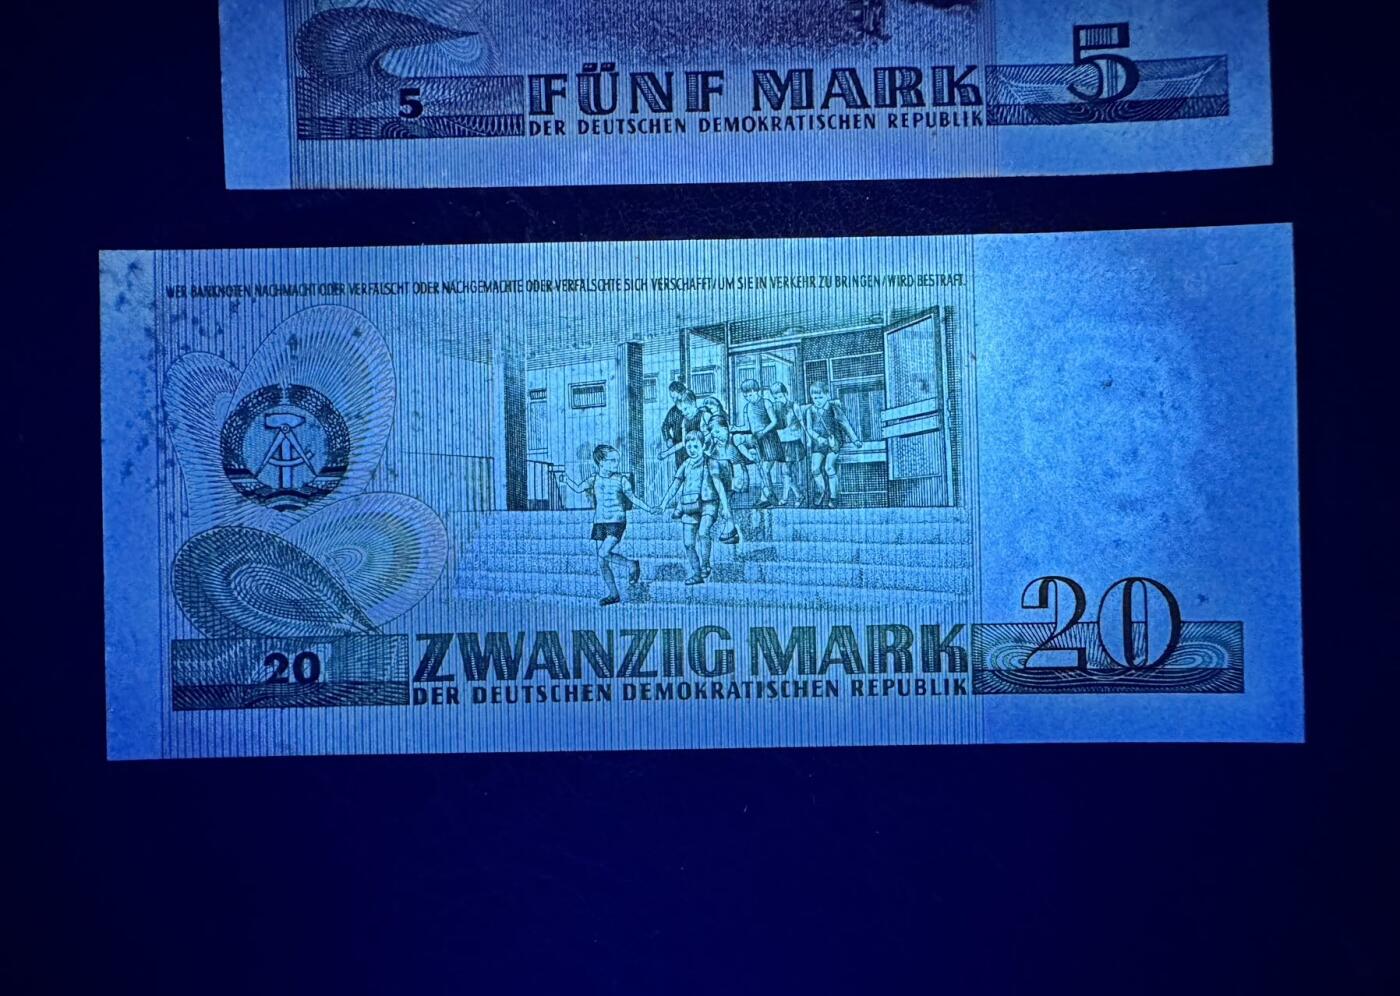 5
FÜNF MARK
5
DER DEUTSCHEN DEMOKRATISCHEN REPUBLIK
WER BANKNOTEN NACHMACHT ODER VERFÄLSCHT ODER NACHGEMACHTE ODER VERFÄLSCHTE SICH VERSCHAFFT/UM SIE IN VERKEHR ZU BRINGEN/WIRD BESTRAFT.
20
ZWANZIG MARK
20
DER DEUTSCHEN DEMOKRATISCHEN REPUBLIK